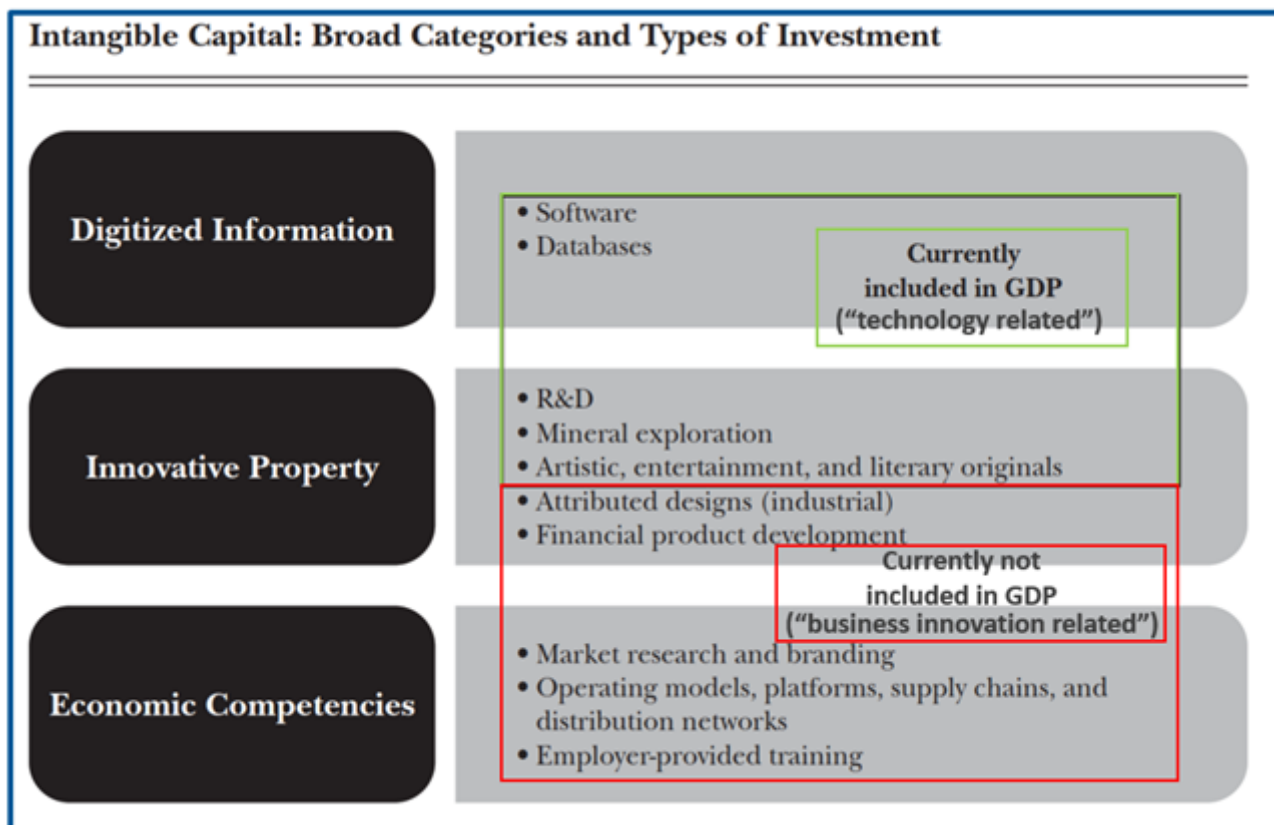 Intangible Capital: Broad Categories and Types of Investment
Digitized Information
• Software
• Databases
Currently
included in GDP
(“technology related”)
Innovative Property
• R&D
• Mineral exploration
• Artistic, entertainment, and literary originals
• Attributed designs (industrial)
• Financial product development
Currently not
included in GDP
(“business innovation related”)
Economic Competencies
• Market research and branding
• Operating models, platforms, supply chains, and
distribution networks
• Employer-provided training